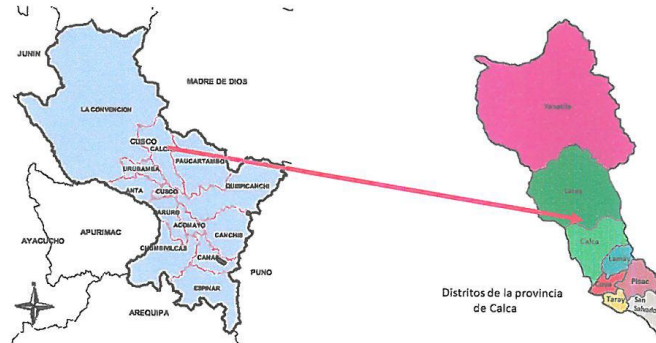 JUNIN
MADRE DE DIOS
LA CONVENCION
CUSCO
CALC
PAUCARTAMBO
URUBAMBA
QUISPICANCHI
ANTA
CUSCO
PARURO
ACOMAYO
CANCHIS
AYACUCHO
APURIMAC
CHUMBIVILCAS
CANAS
PUNO
ESPINAR
AREQUIPA
Yanatile
Lares
Calca
Lamay
Coya
Pisac
Taray
San
Salvador
Distritos de la provincia
de Calca